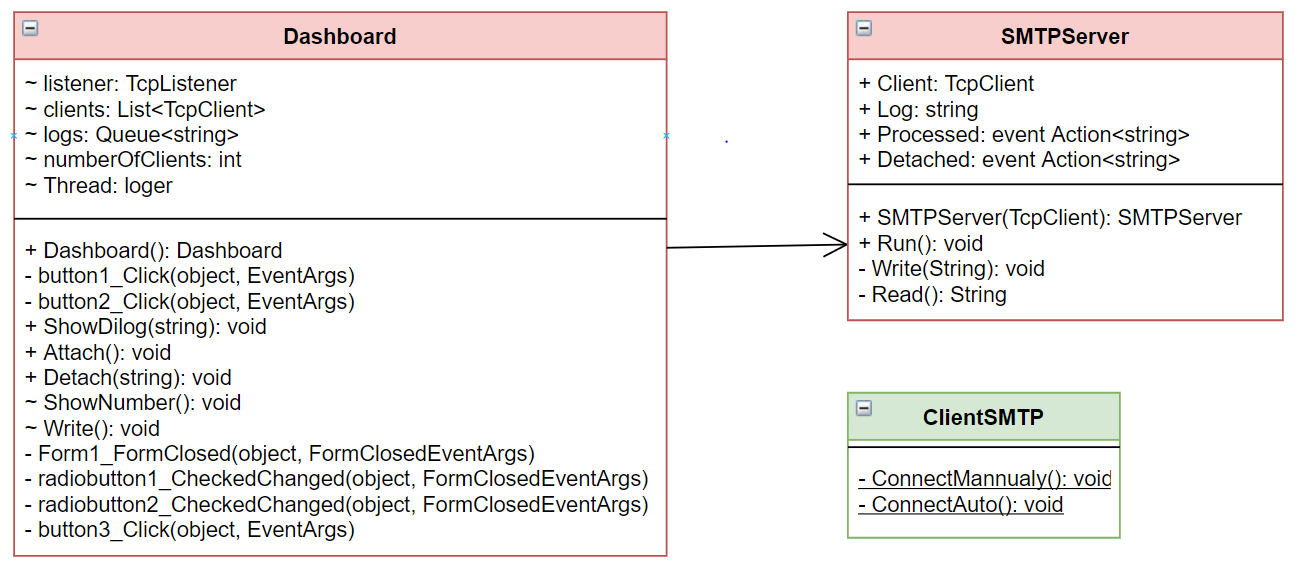 Dashboard
~ listener: TcpListener
~ clients: List<TcpClient>
~ logs: Queue<string>
~ numberOfClients: int
~ Thread: loger
+ Dashboard(): Dashboard
- button1_Click(object, EventArgs)
- button2_Click(object, EventArgs)
+ ShowDilog(string): void
+ Attach(): void
+ Detach(string): void
~ ShowNumber(): void
~ Write(): void
- Form1_FormClosed(object, FormClosedEventArgs)
- radiobutton1_CheckedChanged(object, FormClosedEventArgs)
- radiobutton2_CheckedChanged(object, FormClosedEventArgs)
- button3_Click(object, EventArgs)
SMTPServer
+ Client: TcpClient
+ Log: string
+ Processed: event Action<string>
+ Detached: event Action<string>
+ SMTPServer(TcpClient): SMTPServer
+ Run(): void
- Write(String): void
- Read(): String
ClientSMTP
- ConnectMannualy(): void
- ConnectAuto(): void